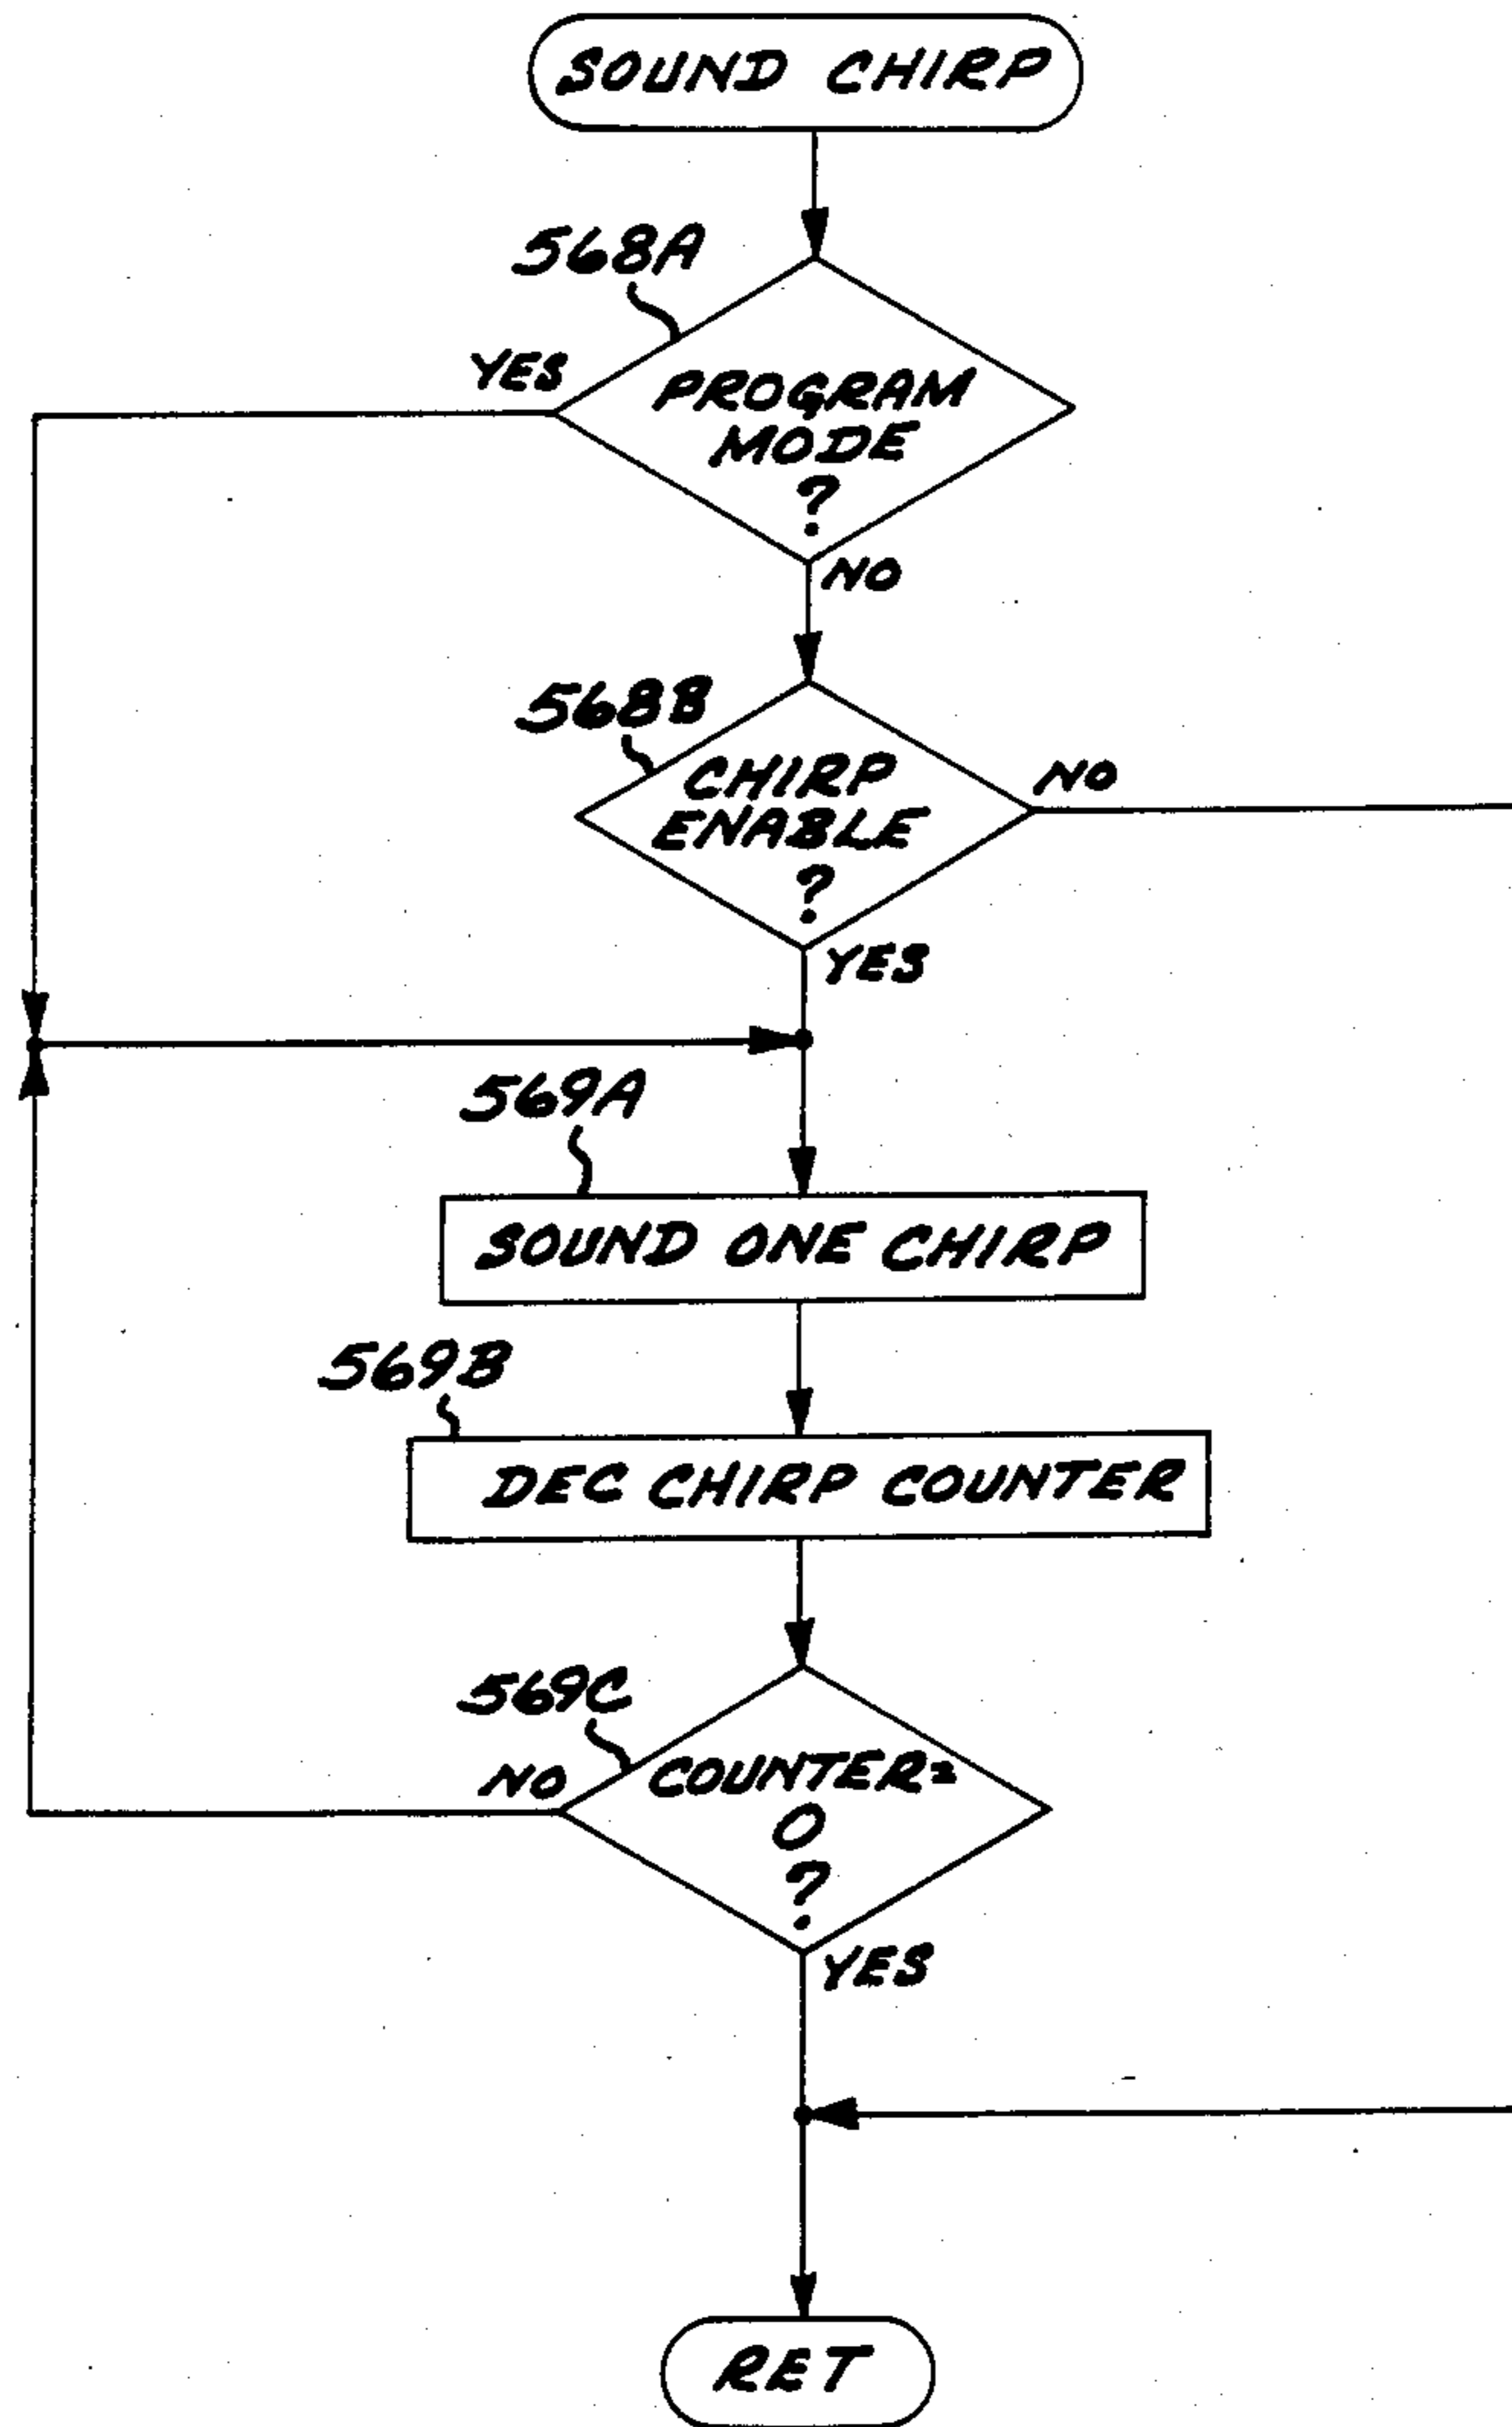 SOUND CHIRP
568A
YES
PROGRAM
MODE
?
NO
568B
CHIRP
ENABLE
?
NO
YES
569A
SOUND ONE CHIRP
569B
DEC CHIRP COUNTER
569C
NO
COUNTER=
0
?
YES
RET